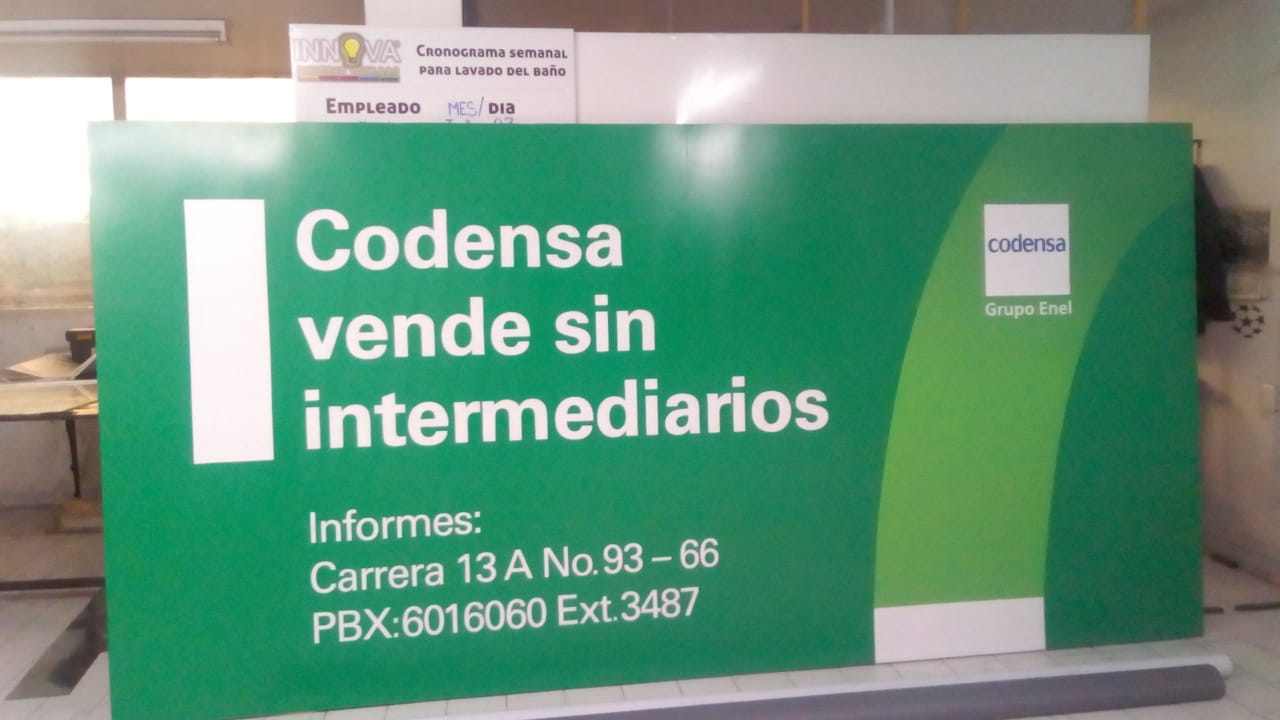 INNOVA
Cronograma semanal
para lavado del baño
Empleado MES/ Dia
Codensa
vende sin
intermediarios
codensa
Grupo Enel
Informes:
Carrera 13 A No. 93 – 66
PBX:6016060 Ext.3487